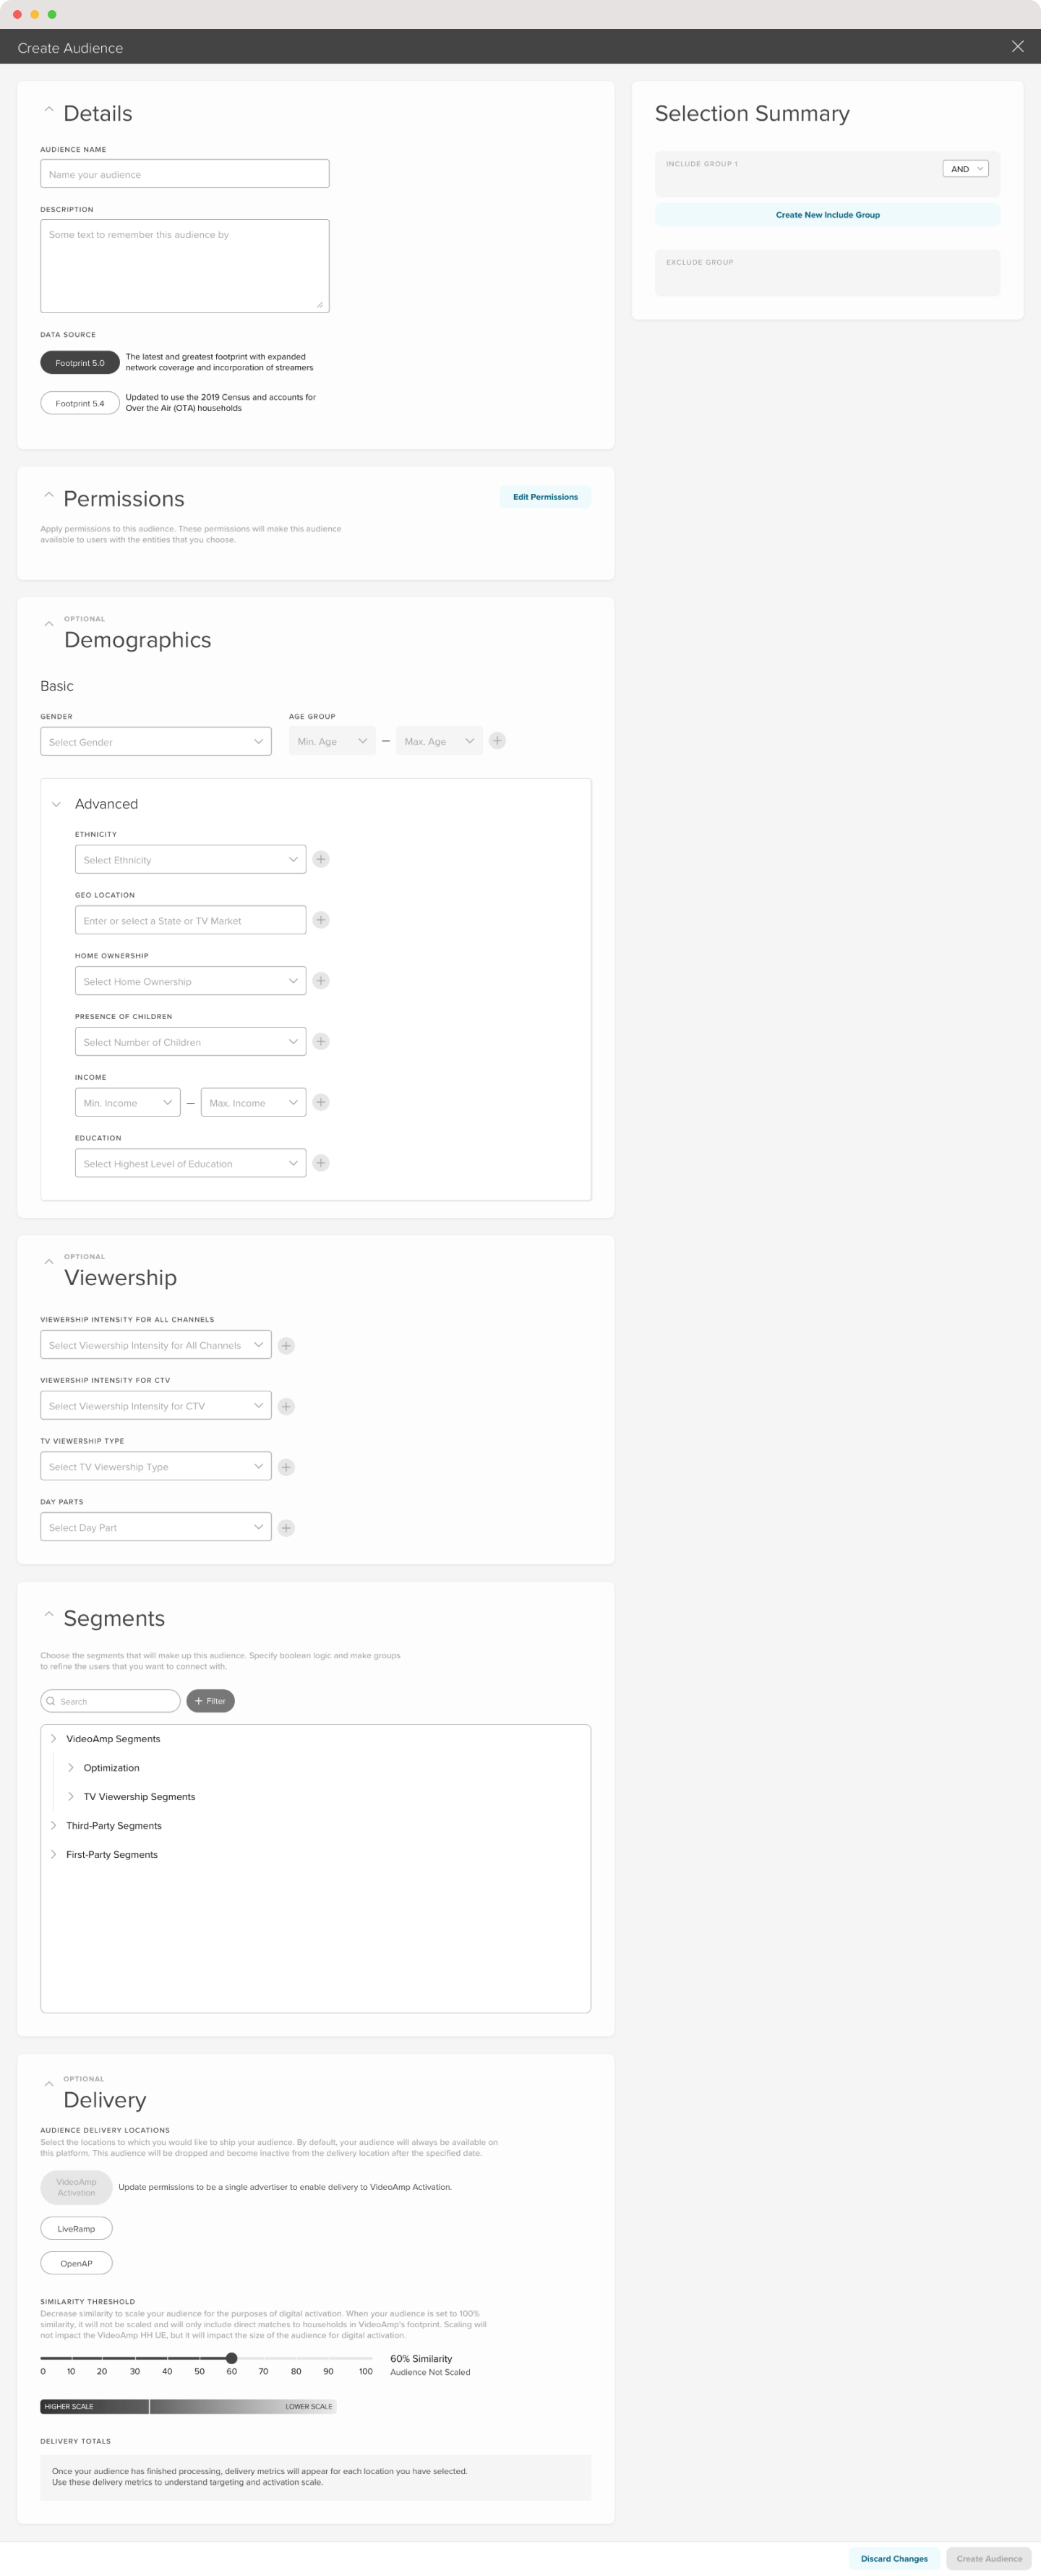 Create Audience
Details
AUDIENCE NAME
Name your audience
DESCRIPTION
Some text to remember this audience by
DATA SOURCE
Footprint 5.0
The latest and greatest footprint with expanded
network coverage and incorporation of streamers
Footprint 5.4
Updated to use the 2019 Census and accounts for
Over the Air (OTA) households
Selection Summary
INCLUDE GROUP 1
AND
Create New Include Group
EXCLUDE GROUP
Permissions
Edit Permissions
Apply permissions to this audience. These permissions will make this audience
available to users with the entities that you choose.
OPTIONAL
Demographics
Basic
GENDER
Select Gender
AGE GROUP
Min. Age
–
Max. Age
Advanced
ETHNICITY
Select Ethnicity
GEO LOCATION
Enter or select a State or TV Market
HOME OWNERSHIP
Select Home Ownership
PRESENCE OF CHILDREN
Select Number of Children
INCOME
Min. Income
–
Max. Income
EDUCATION
Select Highest Level of Education
OPTIONAL
Viewership
VIEWERSHIP INTENSITY FOR ALL CHANNELS
Select Viewership Intensity for All Channels
VIEWERSHIP INTENSITY FOR CTV
Select Viewership Intensity for CTV
TV VIEWERSHIP TYPE
Select TV Viewership Type
DAY PARTS
Select Day Part
Segments
Choose the segments that will make up this audience. Specify boolean logic and make groups
to refine the users that you want to connect with.
Search
+ Filter
VideoAmp Segments
Optimization
TV Viewership Segments
Third-Party Segments
First-Party Segments
OPTIONAL
Delivery
AUDIENCE DELIVERY LOCATIONS
Select the locations to which you would like to ship your audience. By default, your audience will always be available on
this platform. This audience will be dropped and become inactive from the delivery location after the specified date.
VideoAmp
Activation
Update permissions to be a single advertiser to enable delivery to VideoAmp Activation.
LiveRamp
OpenAP
SIMILARITY THRESHOLD
Decrease similarity to scale your audience for the purposes of digital activation. When your audience is set to 100%
similarity, it will not be scaled and will only include direct matches to households in VideoAmp's footprint. Scaling will
not impact the VideoAmp HH UE, but it will impact the size of the audience for digital activation.
0 10 20 30 40 50 60 70 80 90 100
60% Similarity
Audience Not Scaled
HIGHER SCALE
LOWER SCALE
DELIVERY TOTALS
Once your audience has finished processing, delivery metrics will appear for each location you have selected.
Use these delivery metrics to understand targeting and activation scale.
Discard Changes
Create Audience